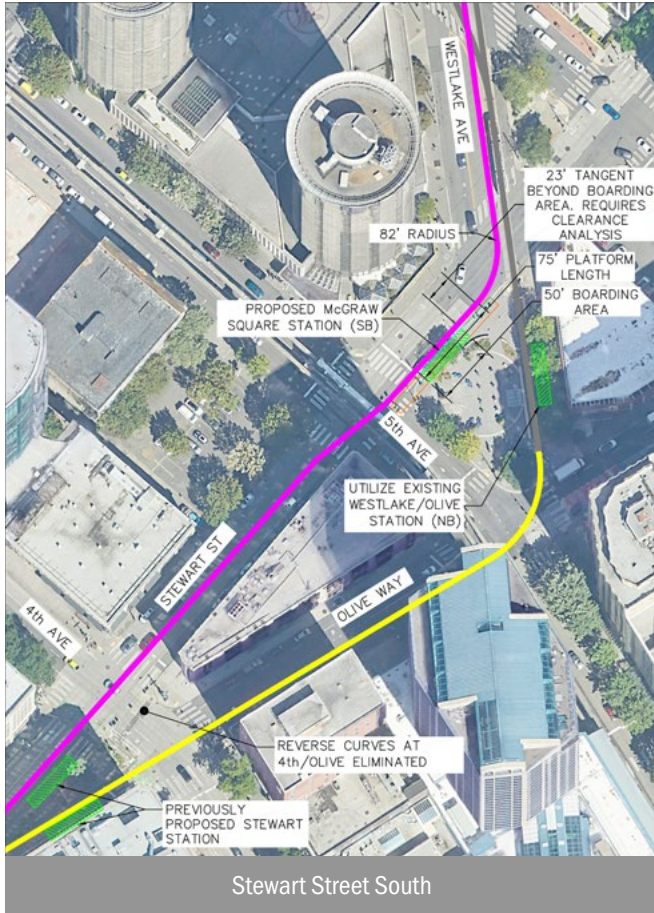 WESTLAKE AVE
23' TANGENT
BEYOND BOARDING
AREA. REQUIRES
CLEARANCE
ANALYSIS
82' RADIUS
75' PLATFORM
LENGTH
50' BOARDING
AREA
PROPOSED McGRAW
SQUARE STATION (SB)
5th AVE
UTILIZE EXISTING
WESTLAKE/OLIVE
STATION (NB)
STEWART ST
OLIVE WAY
4th AVE
REVERSE CURVES AT
4th/OLIVE ELIMINATED
PREVIOUSLY
PROPOSED STEWART
STATION
Stewart Street South